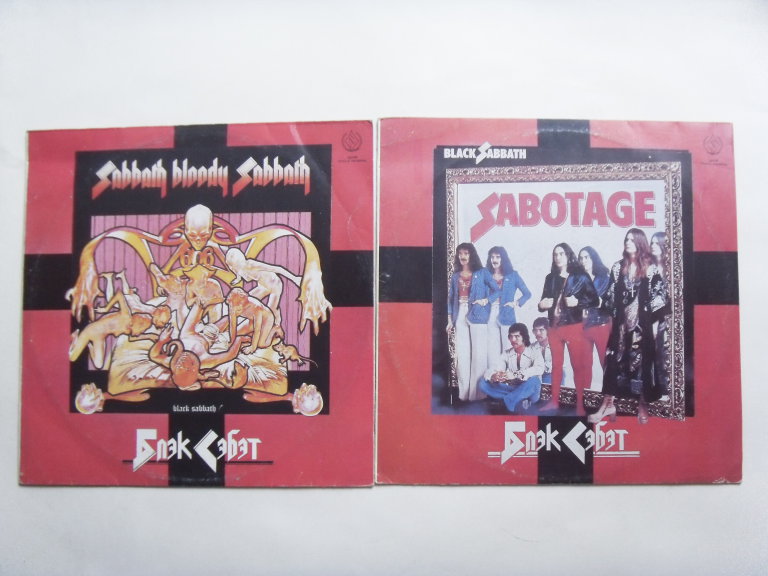 Sabbath bloody Sabbath
black sabbath
Блэк Сэбэт
BLACK SABBATH
SABOTAGE
Блэк Сэбэт